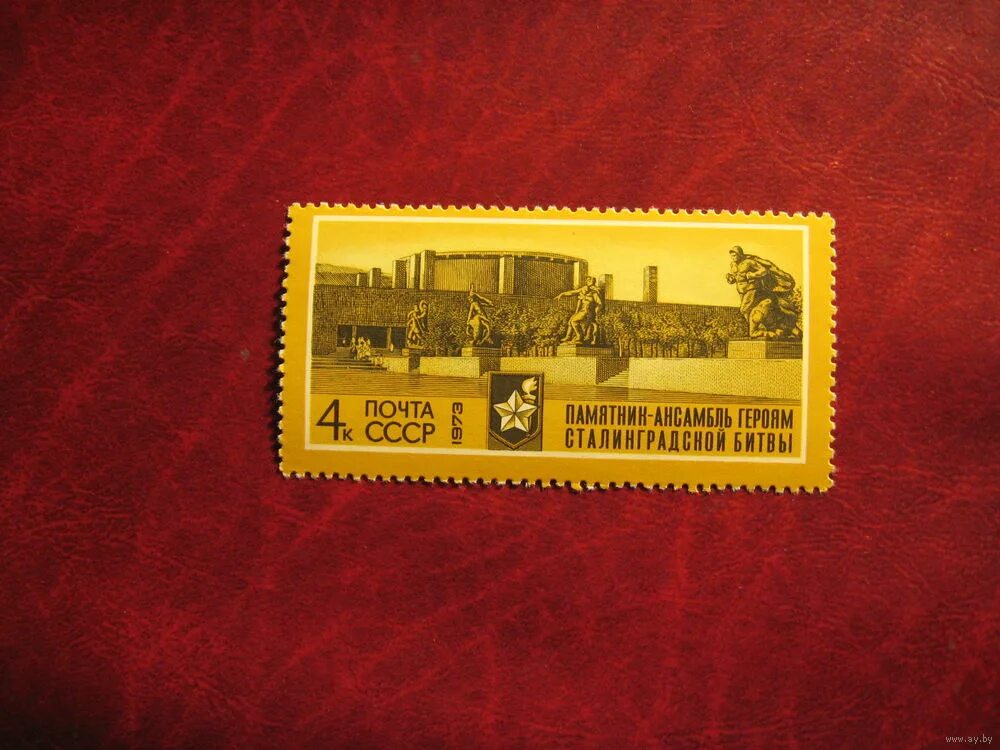 4к
ПОЧТА
СССР
1973
ПАМЯТНИК-АНСАМБЛЬ ГЕРОЯМ
СТАЛИНГРАДСКОЙ БИТВЫ
www.ay.by